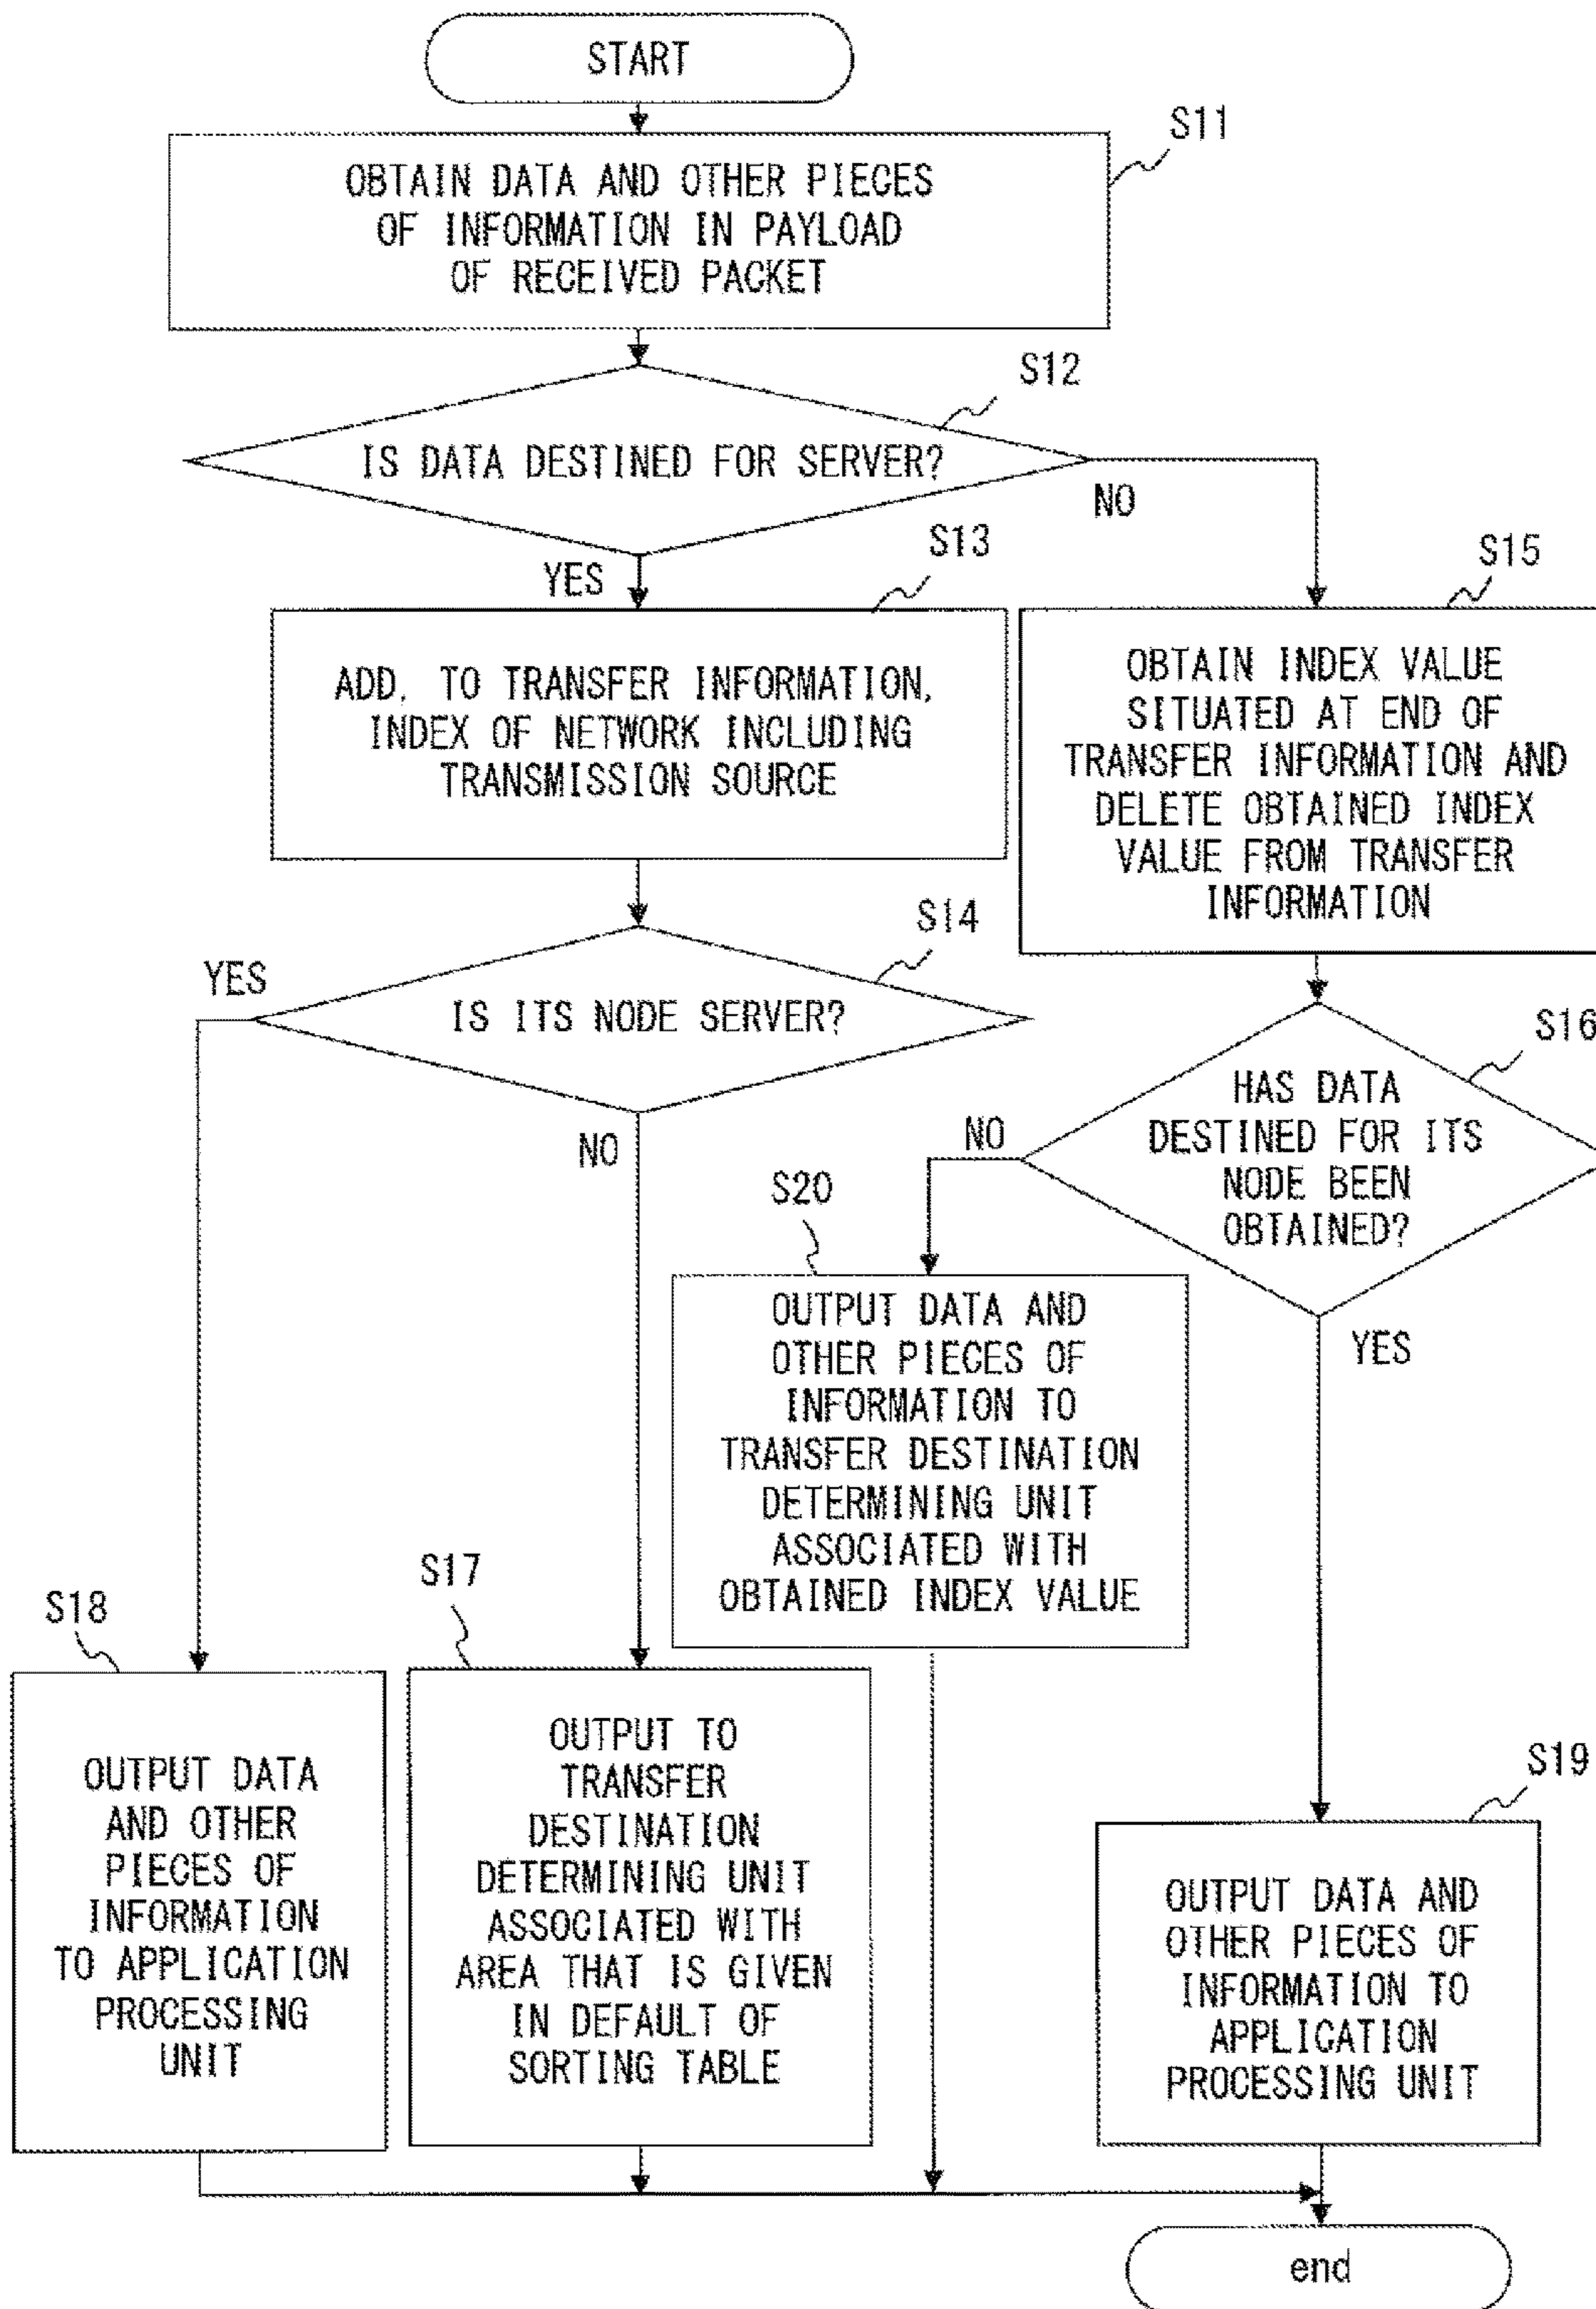 START
S11
OBTAIN DATA AND OTHER PIECES
OF INFORMATION IN PAYLOAD
OF RECEIVED PACKET
S12
IS DATA DESTINED FOR SERVER?
NO
YES
S13
ADD, TO TRANSFER INFORMATION,
INDEX OF NETWORK INCLUDING
TRANSMISSION SOURCE
S15
OBTAIN INDEX VALUE
SITUATED AT END OF
TRANSFER INFORMATION AND
DELETE OBTAINED INDEX
VALUE FROM TRANSFER
INFORMATION
S14
YES
IS ITS NODE SERVER?
NO
S16
HAS DATA
DESTINED FOR ITS
NODE BEEN
OBTAINED?
NO
YES
S20
OUTPUT DATA AND
OTHER PIECES OF
INFORMATION TO
TRANSFER DESTINATION
DETERMINING UNIT
ASSOCIATED WITH
OBTAINED INDEX VALUE
S18
OUTPUT DATA
AND OTHER
PIECES OF
INFORMATION
TO APPLICATION
PROCESSING
UNIT
S17
OUTPUT TO
TRANSFER
DESTINATION
DETERMINING UNIT
ASSOCIATED WITH
AREA THAT IS GIVEN
IN DEFAULT OF
SORTING TABLE
S19
OUTPUT DATA AND
OTHER PIECES OF
INFORMATION TO
APPLICATION
PROCESSING UNIT
end